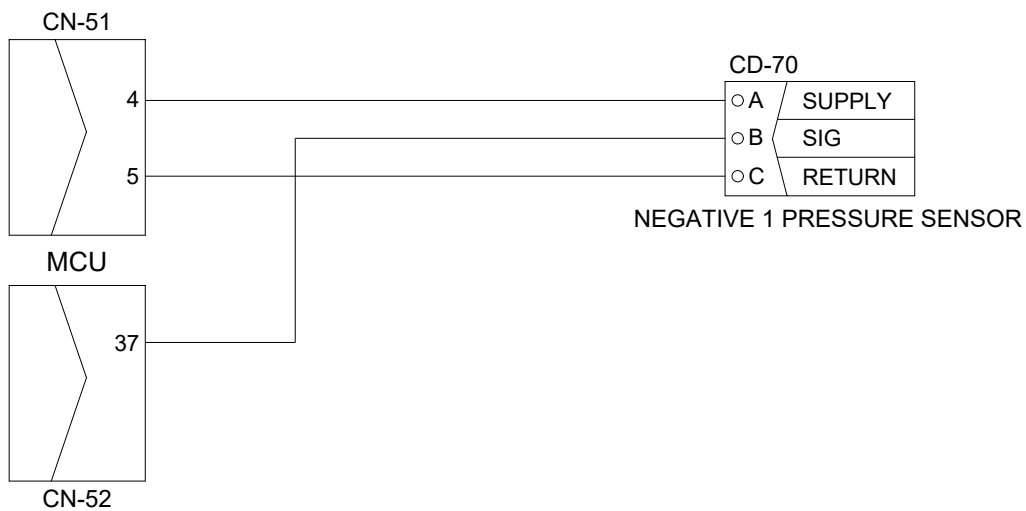 CN-51
CD-70
4
A SUPPLY
B SIG
5
C RETURN
NEGATIVE 1 PRESSURE SENSOR
MCU
37
CN-52